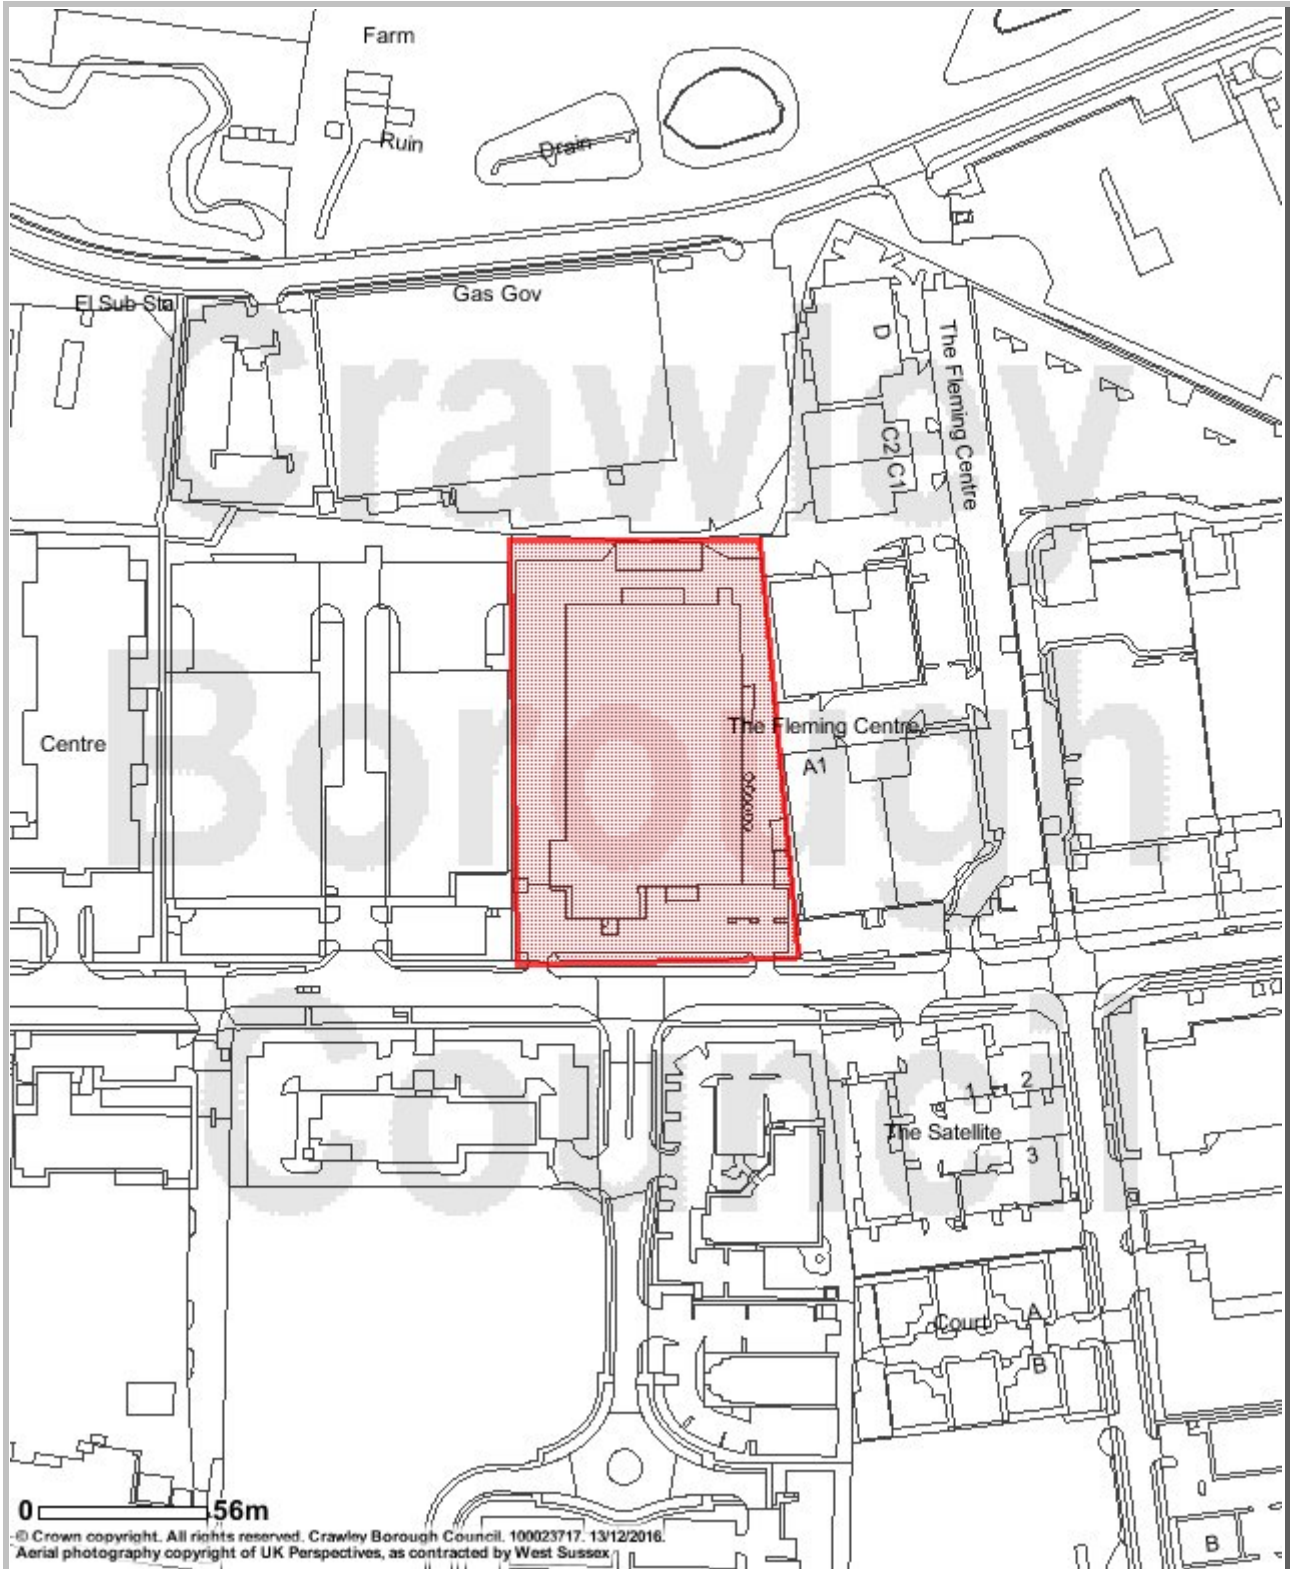 Farm
Ruin
Drain
El Sub Sta
Gas Gov
D
The Fleming Centre
C2 C1
Crawley
Centre
The Fleming Centre
A1
Borough
1
2
The Satellite
3
Council
Court
A
B
0 56m
B
© Crown copyright. All rights reserved. Crawley Borough Council. 100023717. 13/12/2016.
Aerial photography copyright of UK Perspectives, as contracted by West Sussex